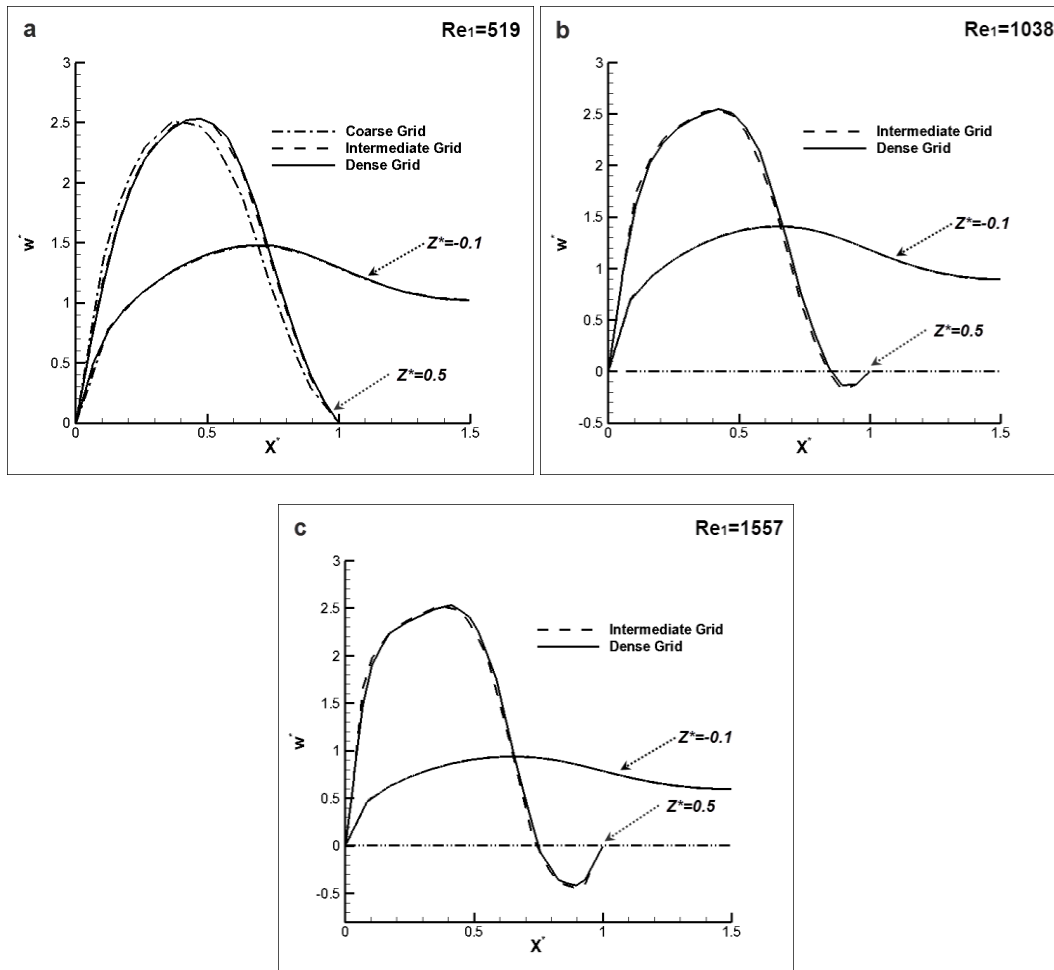 a
Re1=519
3
2.5
2
1.5
1
0.5
0
w*
Coarse Grid
Intermediate Grid
Dense Grid
Z*=-0.1
Z*=0.5
0
0.5
1
1.5
X*
b
Re1=1038
3
2.5
2
1.5
1
0.5
0
-0.5
w*
Intermediate Grid
Dense Grid
Z*=-0.1
Z*=0.5
0
0.5
1
1.5
X*
c
Re1=1557
3
2.5
2
1.5
1
0.5
0
-0.5
w*
Intermediate Grid
Dense Grid
Z*=-0.1
Z*=0.5
0
0.5
1
1.5
X*